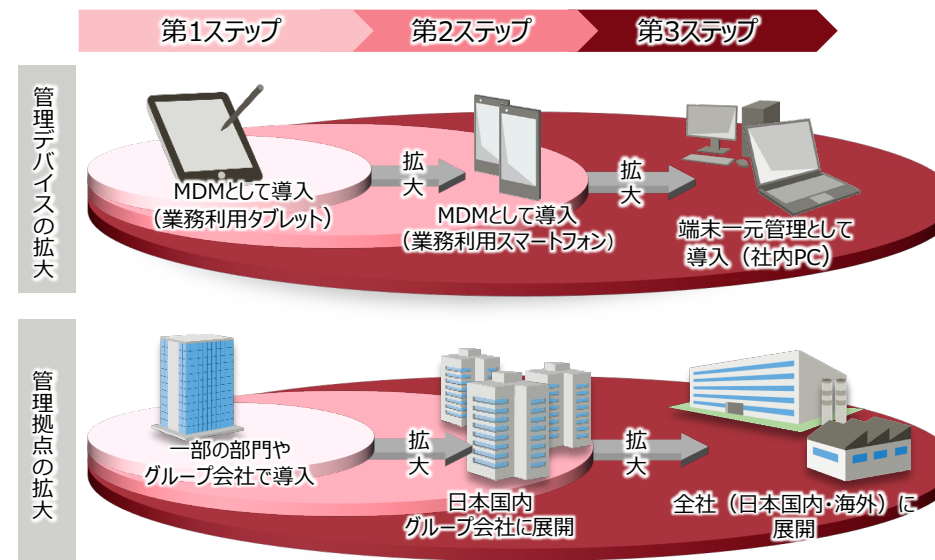 第1ステップ
第2ステップ
第3ステップ
管理デバイスの拡大
MDMとして導入
（業務利用タブレット）
拡大
MDMとして導入
（業務利用スマートフォン）
拡大
端末一元管理として
導入（社内PC）
管理拠点の拡大
一部の部門や
グループ会社で導入
拡大
日本国内
グループ会社に展開
拡大
全社（日本国内・海外）に
展開